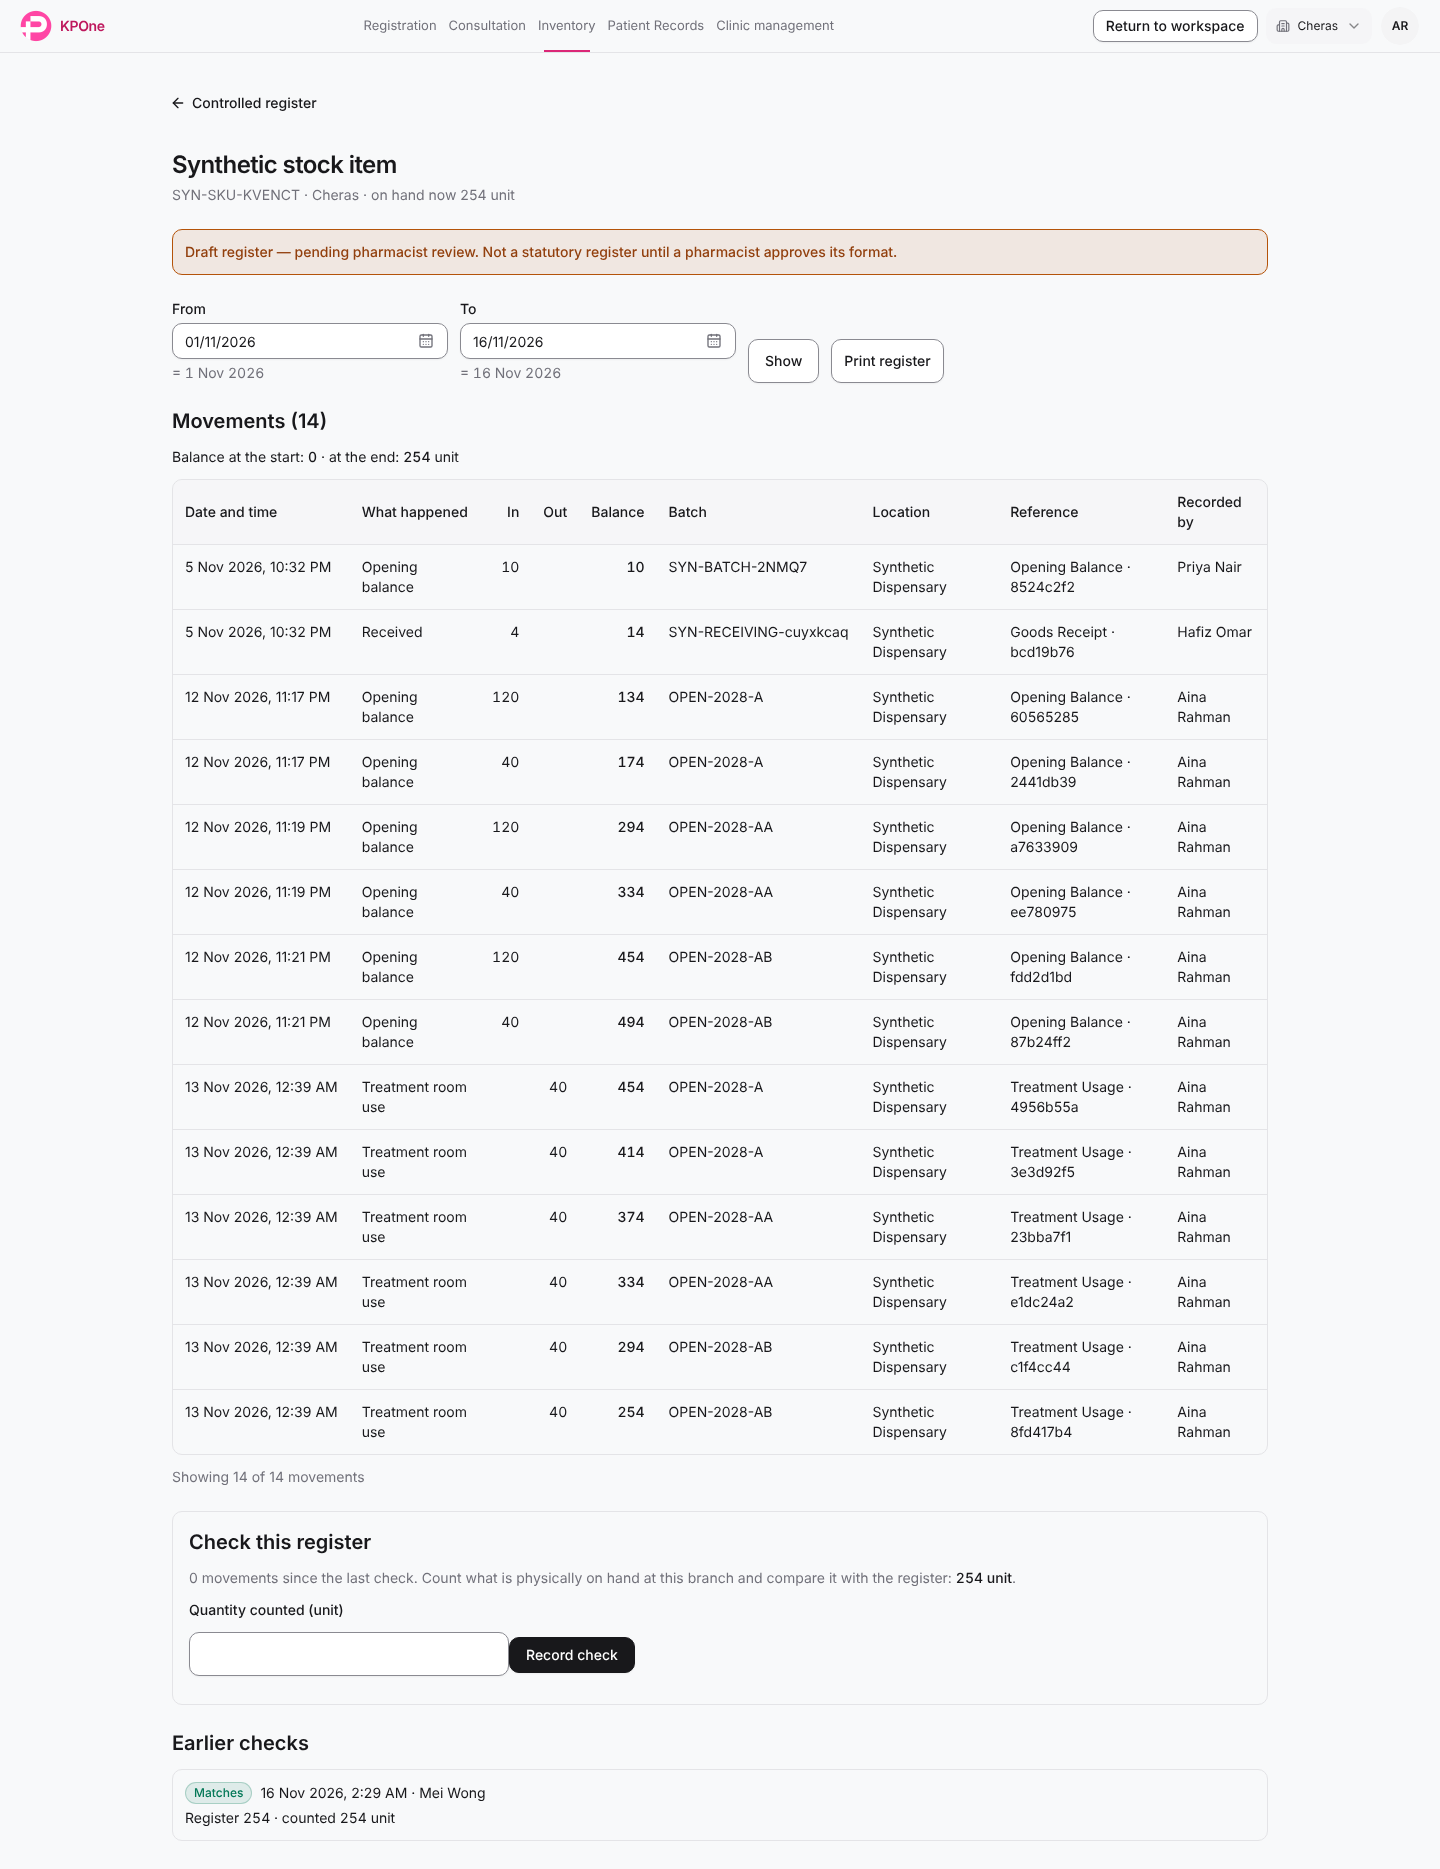 KPOne
Registration Consultation Inventory Patient Records Clinic management
Return to workspace
Cheras
AR
Controlled register
Synthetic stock item
SYN-SKU-KVENCT · Cheras · on hand now 254 unit
Draft register — pending pharmacist review. Not a statutory register until a pharmacist approves its format.
From
01/11/2026
= 1 Nov 2026
To
16/11/2026
= 16 Nov 2026
Show
Print register
Movements (14)
Balance at the start: 0 · at the end: 254 unit
Date and time What happened In Out Balance Batch Location Reference Recorded by
5 Nov 2026, 10:32 PM Opening balance 10 10 SYN-BATCH-2NMQ7 Synthetic Dispensary Opening Balance · 8524c2f2 Priya Nair
5 Nov 2026, 10:32 PM Received 4 14 SYN-RECEIVING-cuyxkcaq Synthetic Dispensary Goods Receipt · bcd19b76 Hafiz Omar
12 Nov 2026, 11:17 PM Opening balance 120 134 OPEN-2028-A Synthetic Dispensary Opening Balance · 60565285 Aina Rahman
12 Nov 2026, 11:17 PM Opening balance 40 174 OPEN-2028-A Synthetic Dispensary Opening Balance · 2441db39 Aina Rahman
12 Nov 2026, 11:19 PM Opening balance 120 294 OPEN-2028-AA Synthetic Dispensary Opening Balance · a7633909 Aina Rahman
12 Nov 2026, 11:19 PM Opening balance 40 334 OPEN-2028-AA Synthetic Dispensary Opening Balance · ee780975 Aina Rahman
12 Nov 2026, 11:21 PM Opening balance 120 454 OPEN-2028-AB Synthetic Dispensary Opening Balance · fdd2d1bd Aina Rahman
12 Nov 2026, 11:21 PM Opening balance 40 494 OPEN-2028-AB Synthetic Dispensary Opening Balance · 87b24ff2 Aina Rahman
13 Nov 2026, 12:39 AM Treatment room use 40 454 OPEN-2028-A Synthetic Dispensary Treatment Usage · 4956b55a Aina Rahman
13 Nov 2026, 12:39 AM Treatment room use 40 414 OPEN-2028-A Synthetic Dispensary Treatment Usage · 3e3d92f5 Aina Rahman
13 Nov 2026, 12:39 AM Treatment room use 40 374 OPEN-2028-AA Synthetic Dispensary Treatment Usage · 23bba7f1 Aina Rahman
13 Nov 2026, 12:39 AM Treatment room use 40 334 OPEN-2028-AA Synthetic Dispensary Treatment Usage · e1dc24a2 Aina Rahman
13 Nov 2026, 12:39 AM Treatment room use 40 294 OPEN-2028-AB Synthetic Dispensary Treatment Usage · c1f4cc44 Aina Rahman
13 Nov 2026, 12:39 AM Treatment room use 40 254 OPEN-2028-AB Synthetic Dispensary Treatment Usage · 8fd417b4 Aina Rahman
Showing 14 of 14 movements
Check this register
0 movements since the last check. Count what is physically on hand at this branch and compare it with the register: 254 unit.
Quantity counted (unit)
Record check
Earlier checks
Matches 16 Nov 2026, 2:29 AM · Mei Wong
Register 254 · counted 254 unit